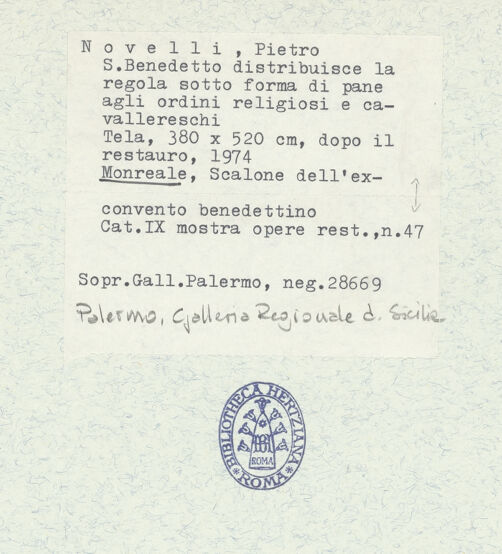 N o v e l l i , Pietro
S.Benedetto distribuisce la
regola sotto forma di pane
agli ordini religiosi e ca-
vallereschi
Tela, 380 x 520 cm, dopo il
restauro, 1974
Monreale, Scalone dell'ex-
convento benedettino
Cat.IX mostra opere rest.,n.47
Sopr.Gall.Palermo, neg.28669
Palermo, Galleria Regionale d. Sicilia
BIBLIOTHECA HERTZIANA
ROMA
* ROMA *